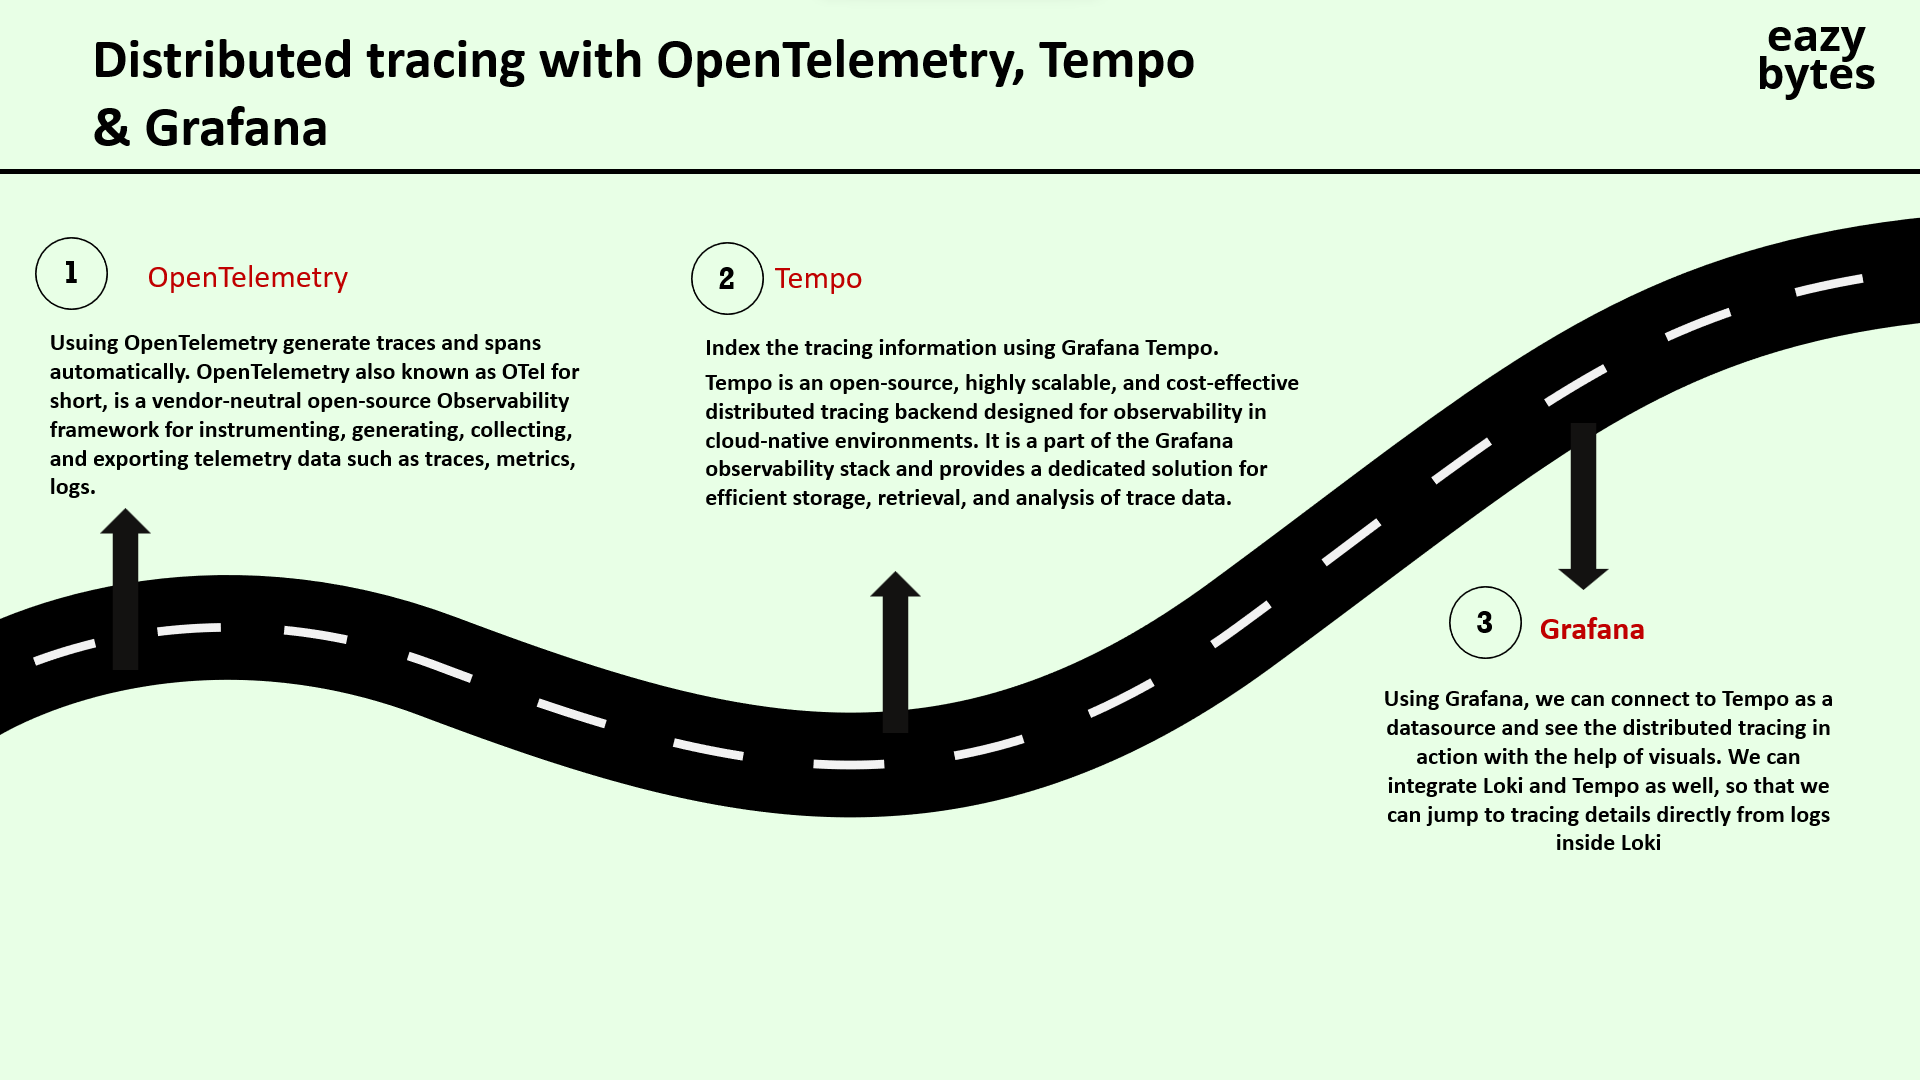 Distributed tracing with OpenTelemetry, Tempo
& Grafana
eazy
bytes
1
OpenTelemetry
Usuing OpenTelemetry generate traces and spans
automatically. OpenTelemetry also known as OTel for
short, is a vendor-neutral open-source Observability
framework for instrumenting, generating, collecting,
and exporting telemetry data such as traces, metrics,
logs.
2
Tempo
Index the tracing information using Grafana Tempo.
Tempo is an open-source, highly scalable, and cost-effective
distributed tracing backend designed for observability in
cloud-native environments. It is a part of the Grafana
observability stack and provides a dedicated solution for
efficient storage, retrieval, and analysis of trace data.
3
Grafana
Using Grafana, we can connect to Tempo as a
datasource and see the distributed tracing in
action with the help of visuals. We can
integrate Loki and Tempo as well, so that we
can jump to tracing details directly from logs
inside Loki